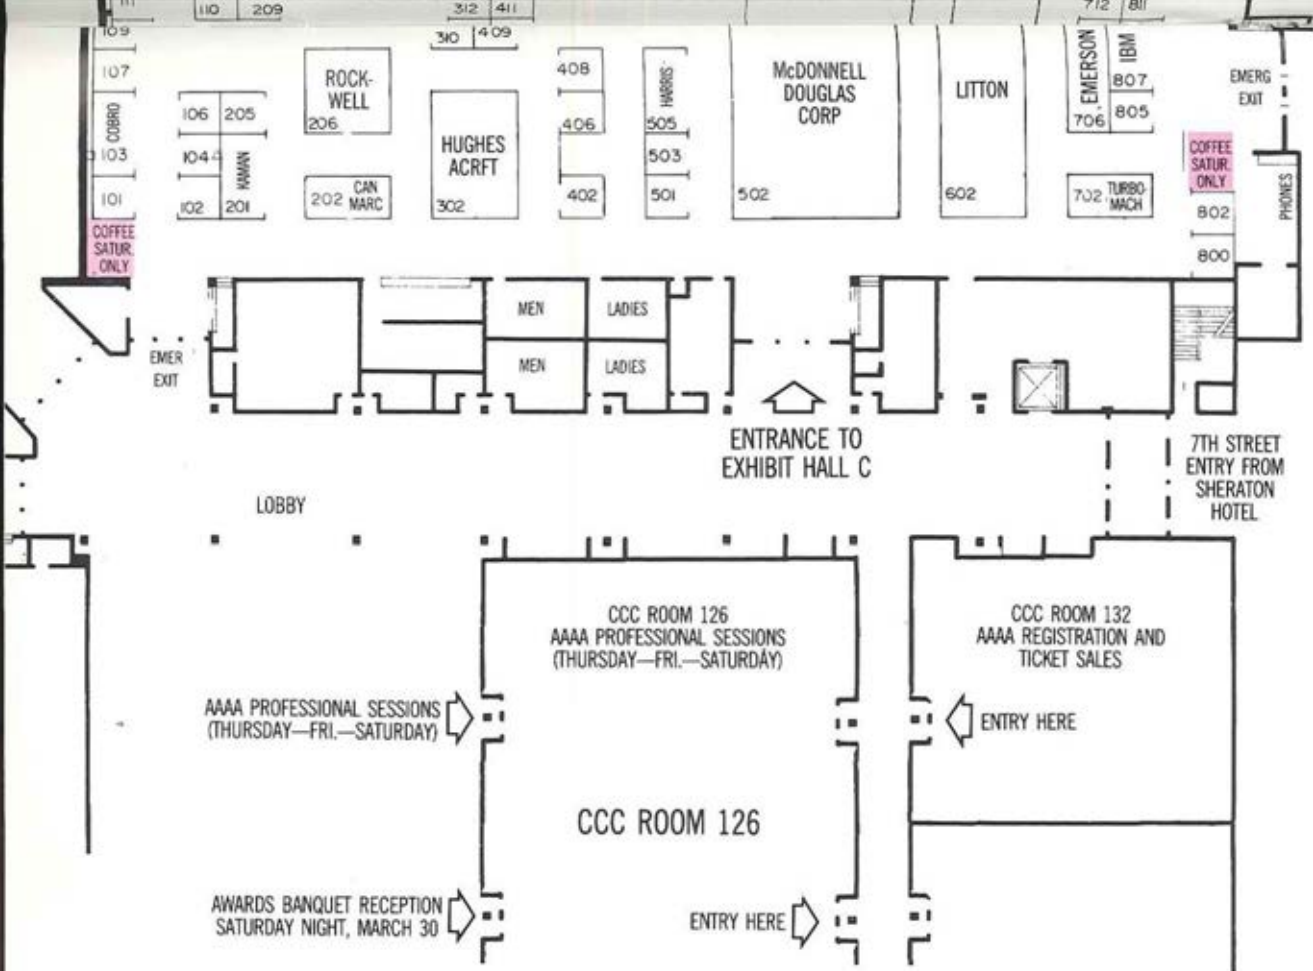 111
110
209
312
411
712
811
109
310
409
107
ROCK-
WELL
206
408
HARRIS
McDONNELL
DOUGLAS
CORP
LITTON
EMERSON
IBM
807
EMERG
EXIT
COBRO
106
205
HUGHES
ACRFT
406
505
706
805
103
104
KAMAN
503
COFFEE
SATUR.
ONLY
PHONES
101
102
201
202
CAN
MARC
302
402
501
502
602
702
TURBO-
MACH
802
COFFEE
SATUR.
ONLY
800
MEN
LADIES
EMER
EXIT
MEN
LADIES
ENTRANCE TO
EXHIBIT HALL C
7TH STREET
ENTRY FROM
SHERATON
HOTEL
LOBBY
CCC ROOM 126
AAAA PROFESSIONAL SESSIONS
(THURSDAY—FRI.—SATURDAY)
CCC ROOM 132
AAAA REGISTRATION AND
TICKET SALES
AAAA PROFESSIONAL SESSIONS
(THURSDAY—FRI.—SATURDAY)
ENTRY HERE
CCC ROOM 126
AWARDS BANQUET RECEPTION
SATURDAY NIGHT, MARCH 30
ENTRY HERE